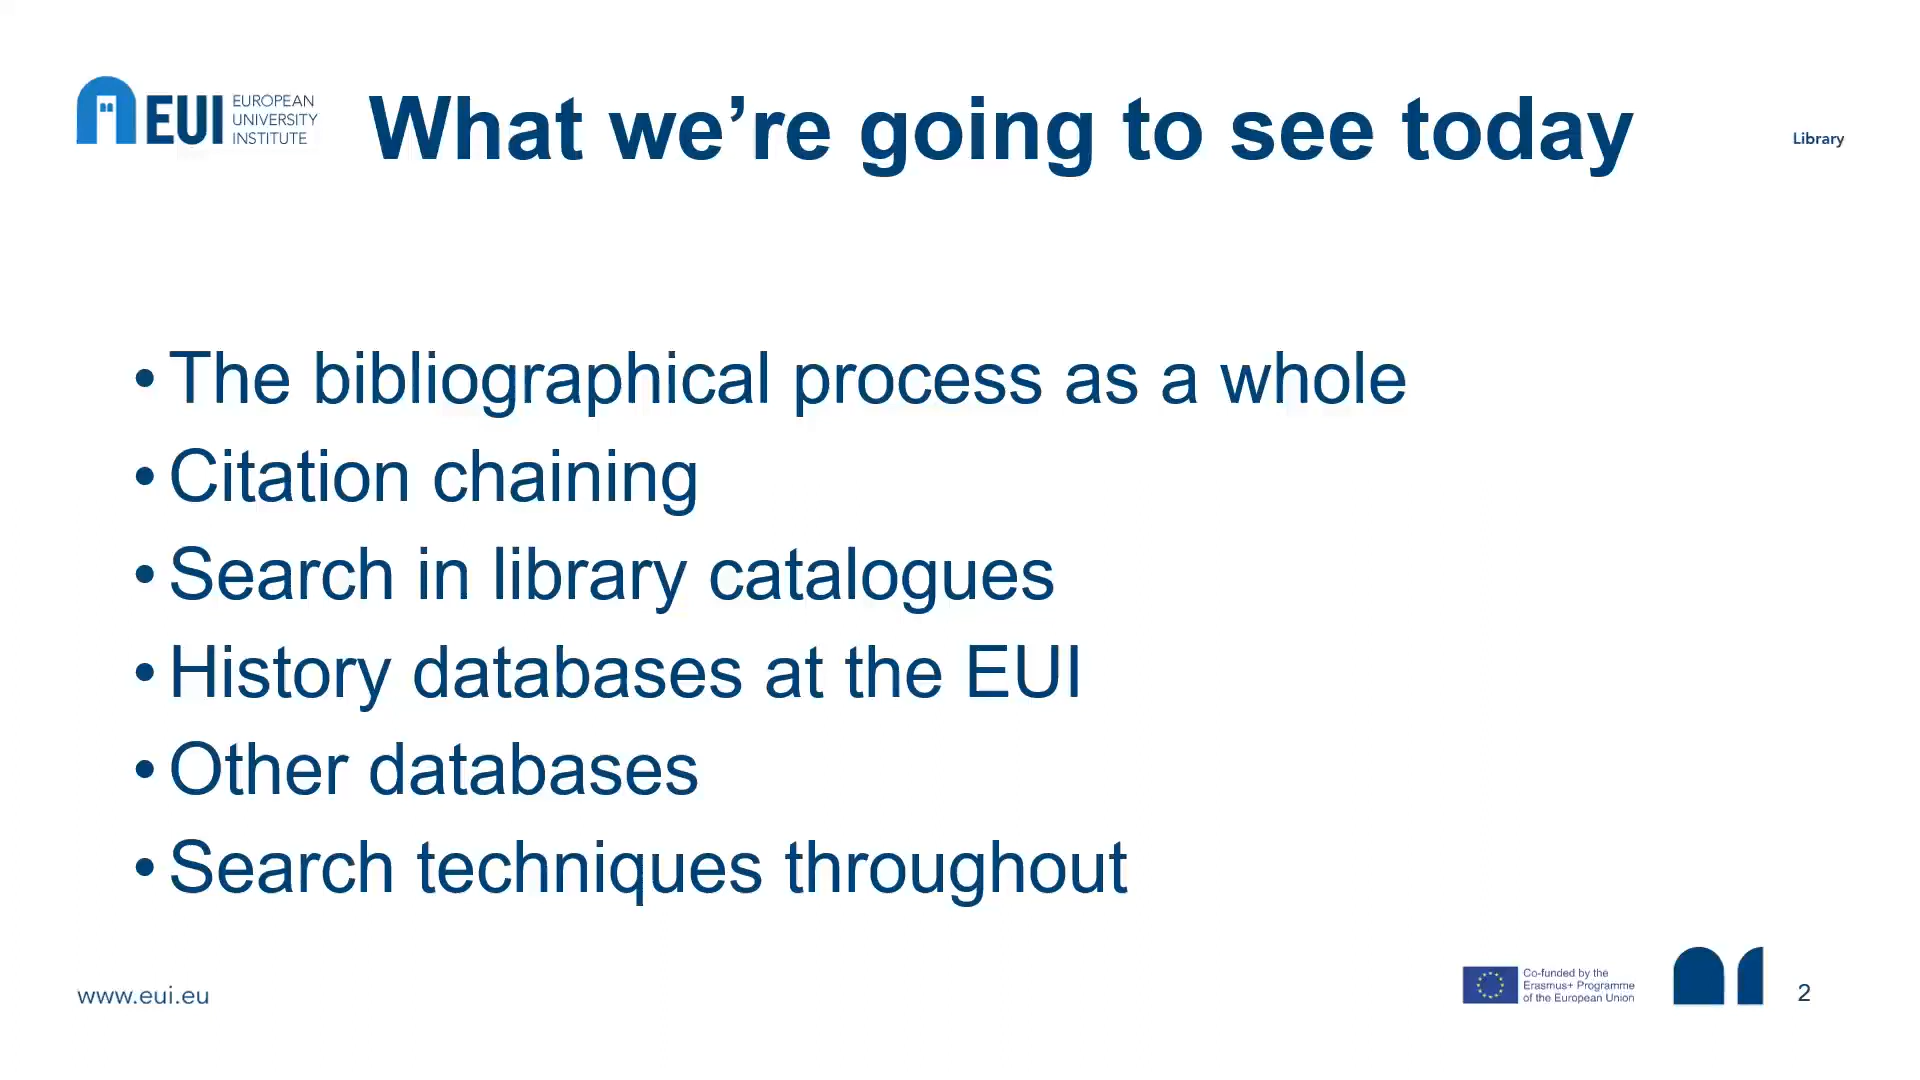 EUI
EUROPEAN
UNIVERSITY
INSTITUTE
What we’re going to see today
Library
• The bibliographical process as a whole
• Citation chaining
• Search in library catalogues
• History databases at the EUI
• Other databases
• Search techniques throughout
www.eui.eu
Co-funded by the
Erasmus+ Programme
of the European Union
2